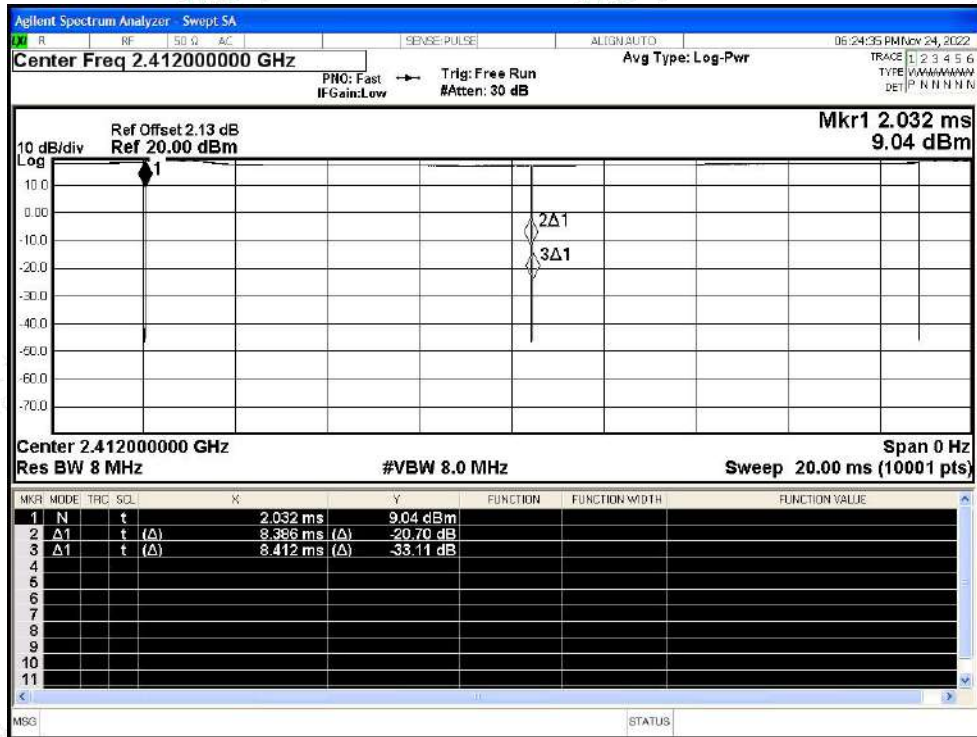 Agilent Spectrum Analyzer - Swept SA
LXI R RF 50 Ω AC SENSE:PULSE ALIGN AUTO 06:24:35 PM Nov 24, 2022
Center Freq 2.412000000 GHz
PNO: Fast Trig: Free Run Avg Type: Log-Pwr TRACE 1 2 3 4 5 6
IFGain:Low #Atten: 30 dB TYPE
DET P N N N N N
Ref Offset 2.13 dB Mkr1 2.032 ms
10 dB/div Ref 20.00 dBm 9.04 dBm
Log
1
10.0
0.00
2Δ1
-10.0
3Δ1
-20.0
-30.0
-40.0
-50.0
-60.0
-70.0
Center 2.412000000 GHz Span 0 Hz
Res BW 8 MHz #VBW 8.0 MHz Sweep 20.00 ms (10001 pts)
MKR MODE TRC SCL X Y FUNCTION FUNCTION WIDTH FUNCTION VALUE
1 N t 2.032 ms 9.04 dBm
2 Δ1 t (Δ) 8.386 ms (Δ) -20.70 dB
3 Δ1 t (Δ) 8.412 ms (Δ) -33.11 dB
4
5
6
7
8
9
10
11
MSG STATUS